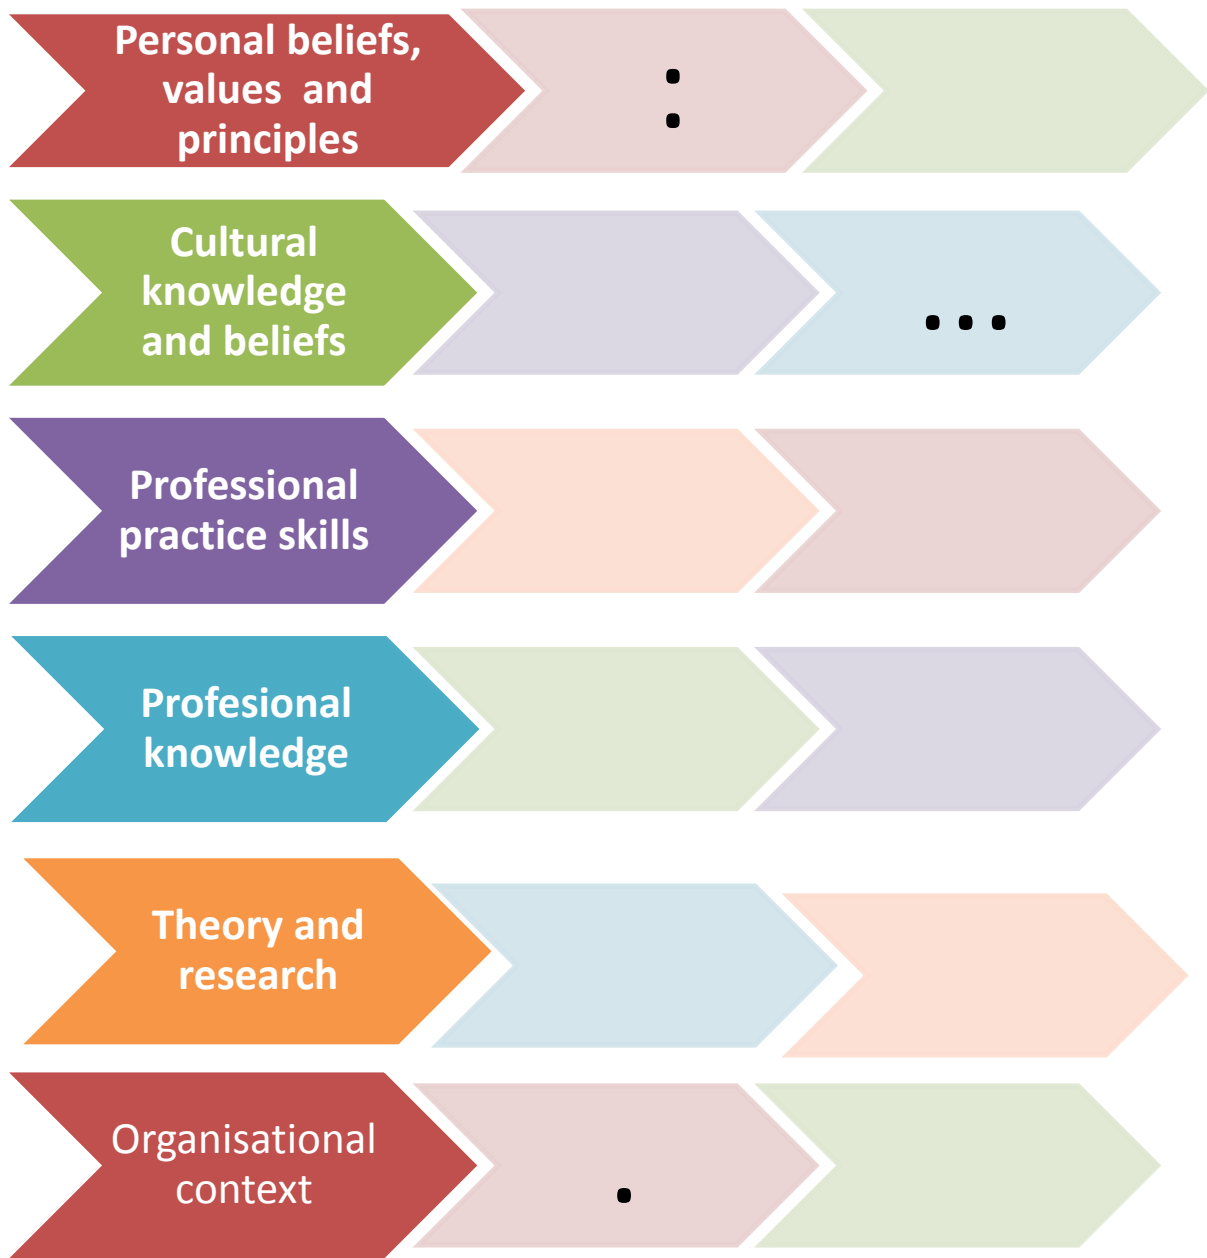 Personal beliefs,
values and
principles
.
.
Cultural
knowledge
and beliefs
...
Professional
practice skills
Profesional
knowledge
Theory and
research
Organisational
context
.